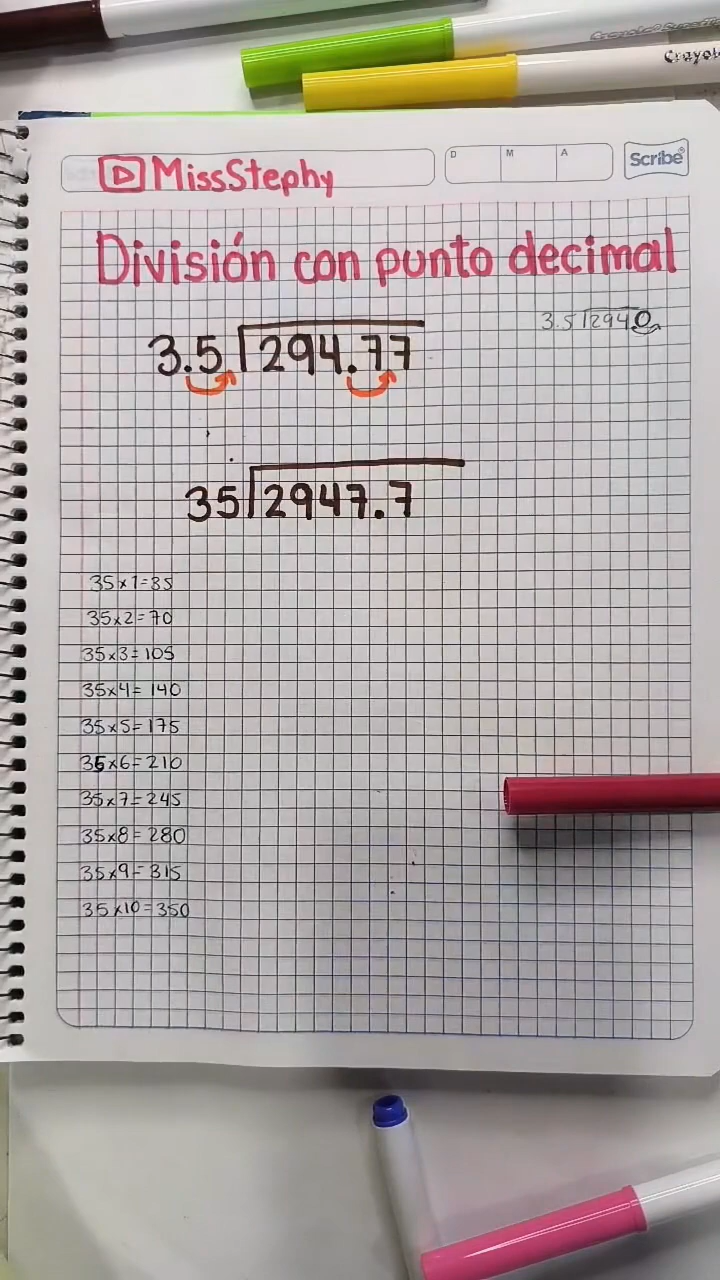 Crayola
Crayola
MissStephy
D M A
Scribe
División con punto decimal
3.5 294.77
3.5 2940
35 2947.7
35x1=35
35x2=70
35x3=105
35x4=140
35x5=175
35x6=210
35x7=245
35x8=280
35x9=315
35x10=350